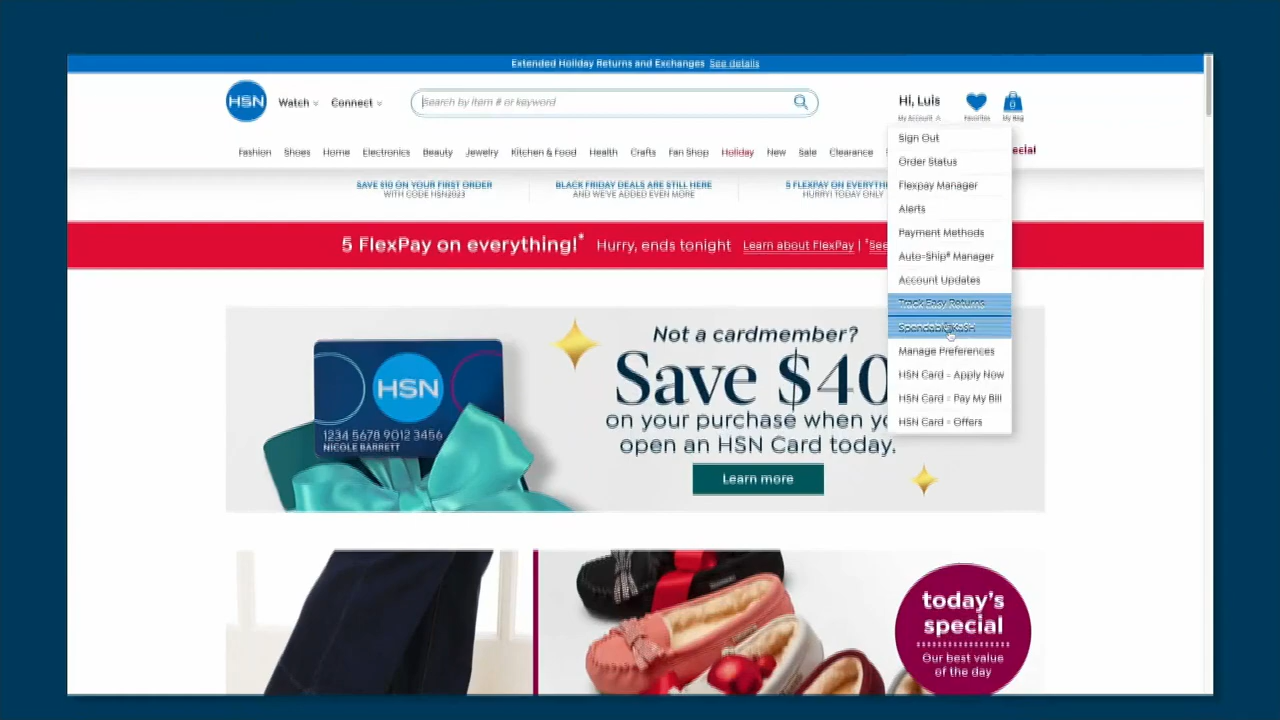 Extended Holiday Returns and Exchanges See details
HSN
Watch
Connect
Search by item # or keyword
Hi, Luis
My Account
Favorites
0
My Bag
Fashion Shoes Home Electronics Beauty Jewelry Kitchen & Food Health Crafts Fan Shop Holiday New Sale Clearance
SAVE $10 ON YOUR FIRST ORDER
WITH CODE HSN2023
BLACK FRIDAY DEALS ARE STILL HERE
AND WE'VE ADDED EVEN MORE
5 FLEXPAY ON EVERYTH
HURRY! TODAY ONLY
5 FlexPay on everything!* Hurry, ends tonight Learn about FlexPay | *See
Sign Out
Order Status
Flexpay Manager
Alerts
Payment Methods
Auto-Ship® Manager
Account Updates
Track Easy Returns
Manage Preferences
HSN Card - Apply Now
HSN Card - Pay My Bill
HSN Card - Offers
HSN
1234 5678 9012 3456
NICOLE BARRETT
Not a cardmember?
Save $40
on your purchase when yo
open an HSN Card today.
Learn more
today's
special
Our best value
of the day